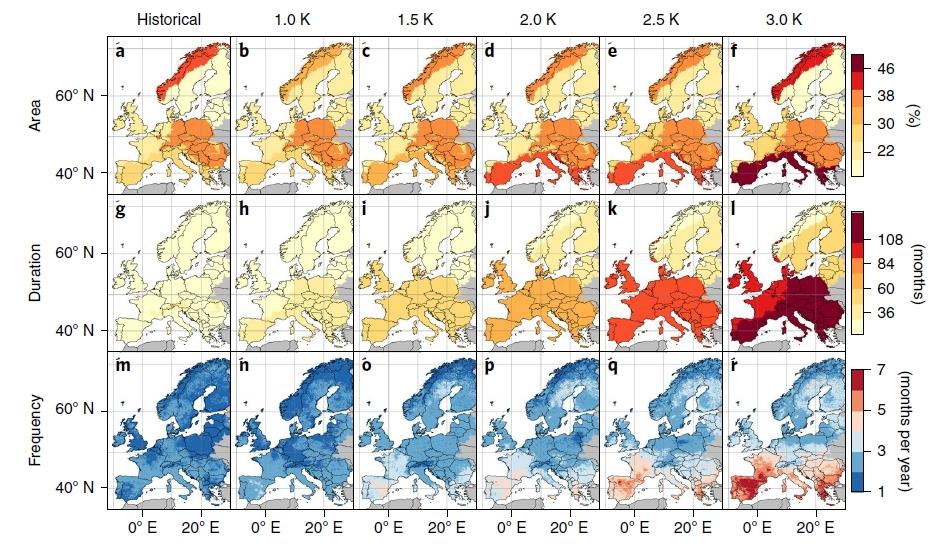 Historical 1.0 K 1.5 K 2.0 K 2.5 K 3.0 K
a b c d e f
Area
60° N
40° N
46
38
30
22
(%)
g h i j k l
Duration
60° N
40° N
108
84
60
36
(months)
m n o p q r
Frequency
60° N
40° N
7
5
3
1
(months per year)
0° E 20° E 0° E 20° E 0° E 20° E 0° E 20° E 0° E 20° E 0° E 20° E